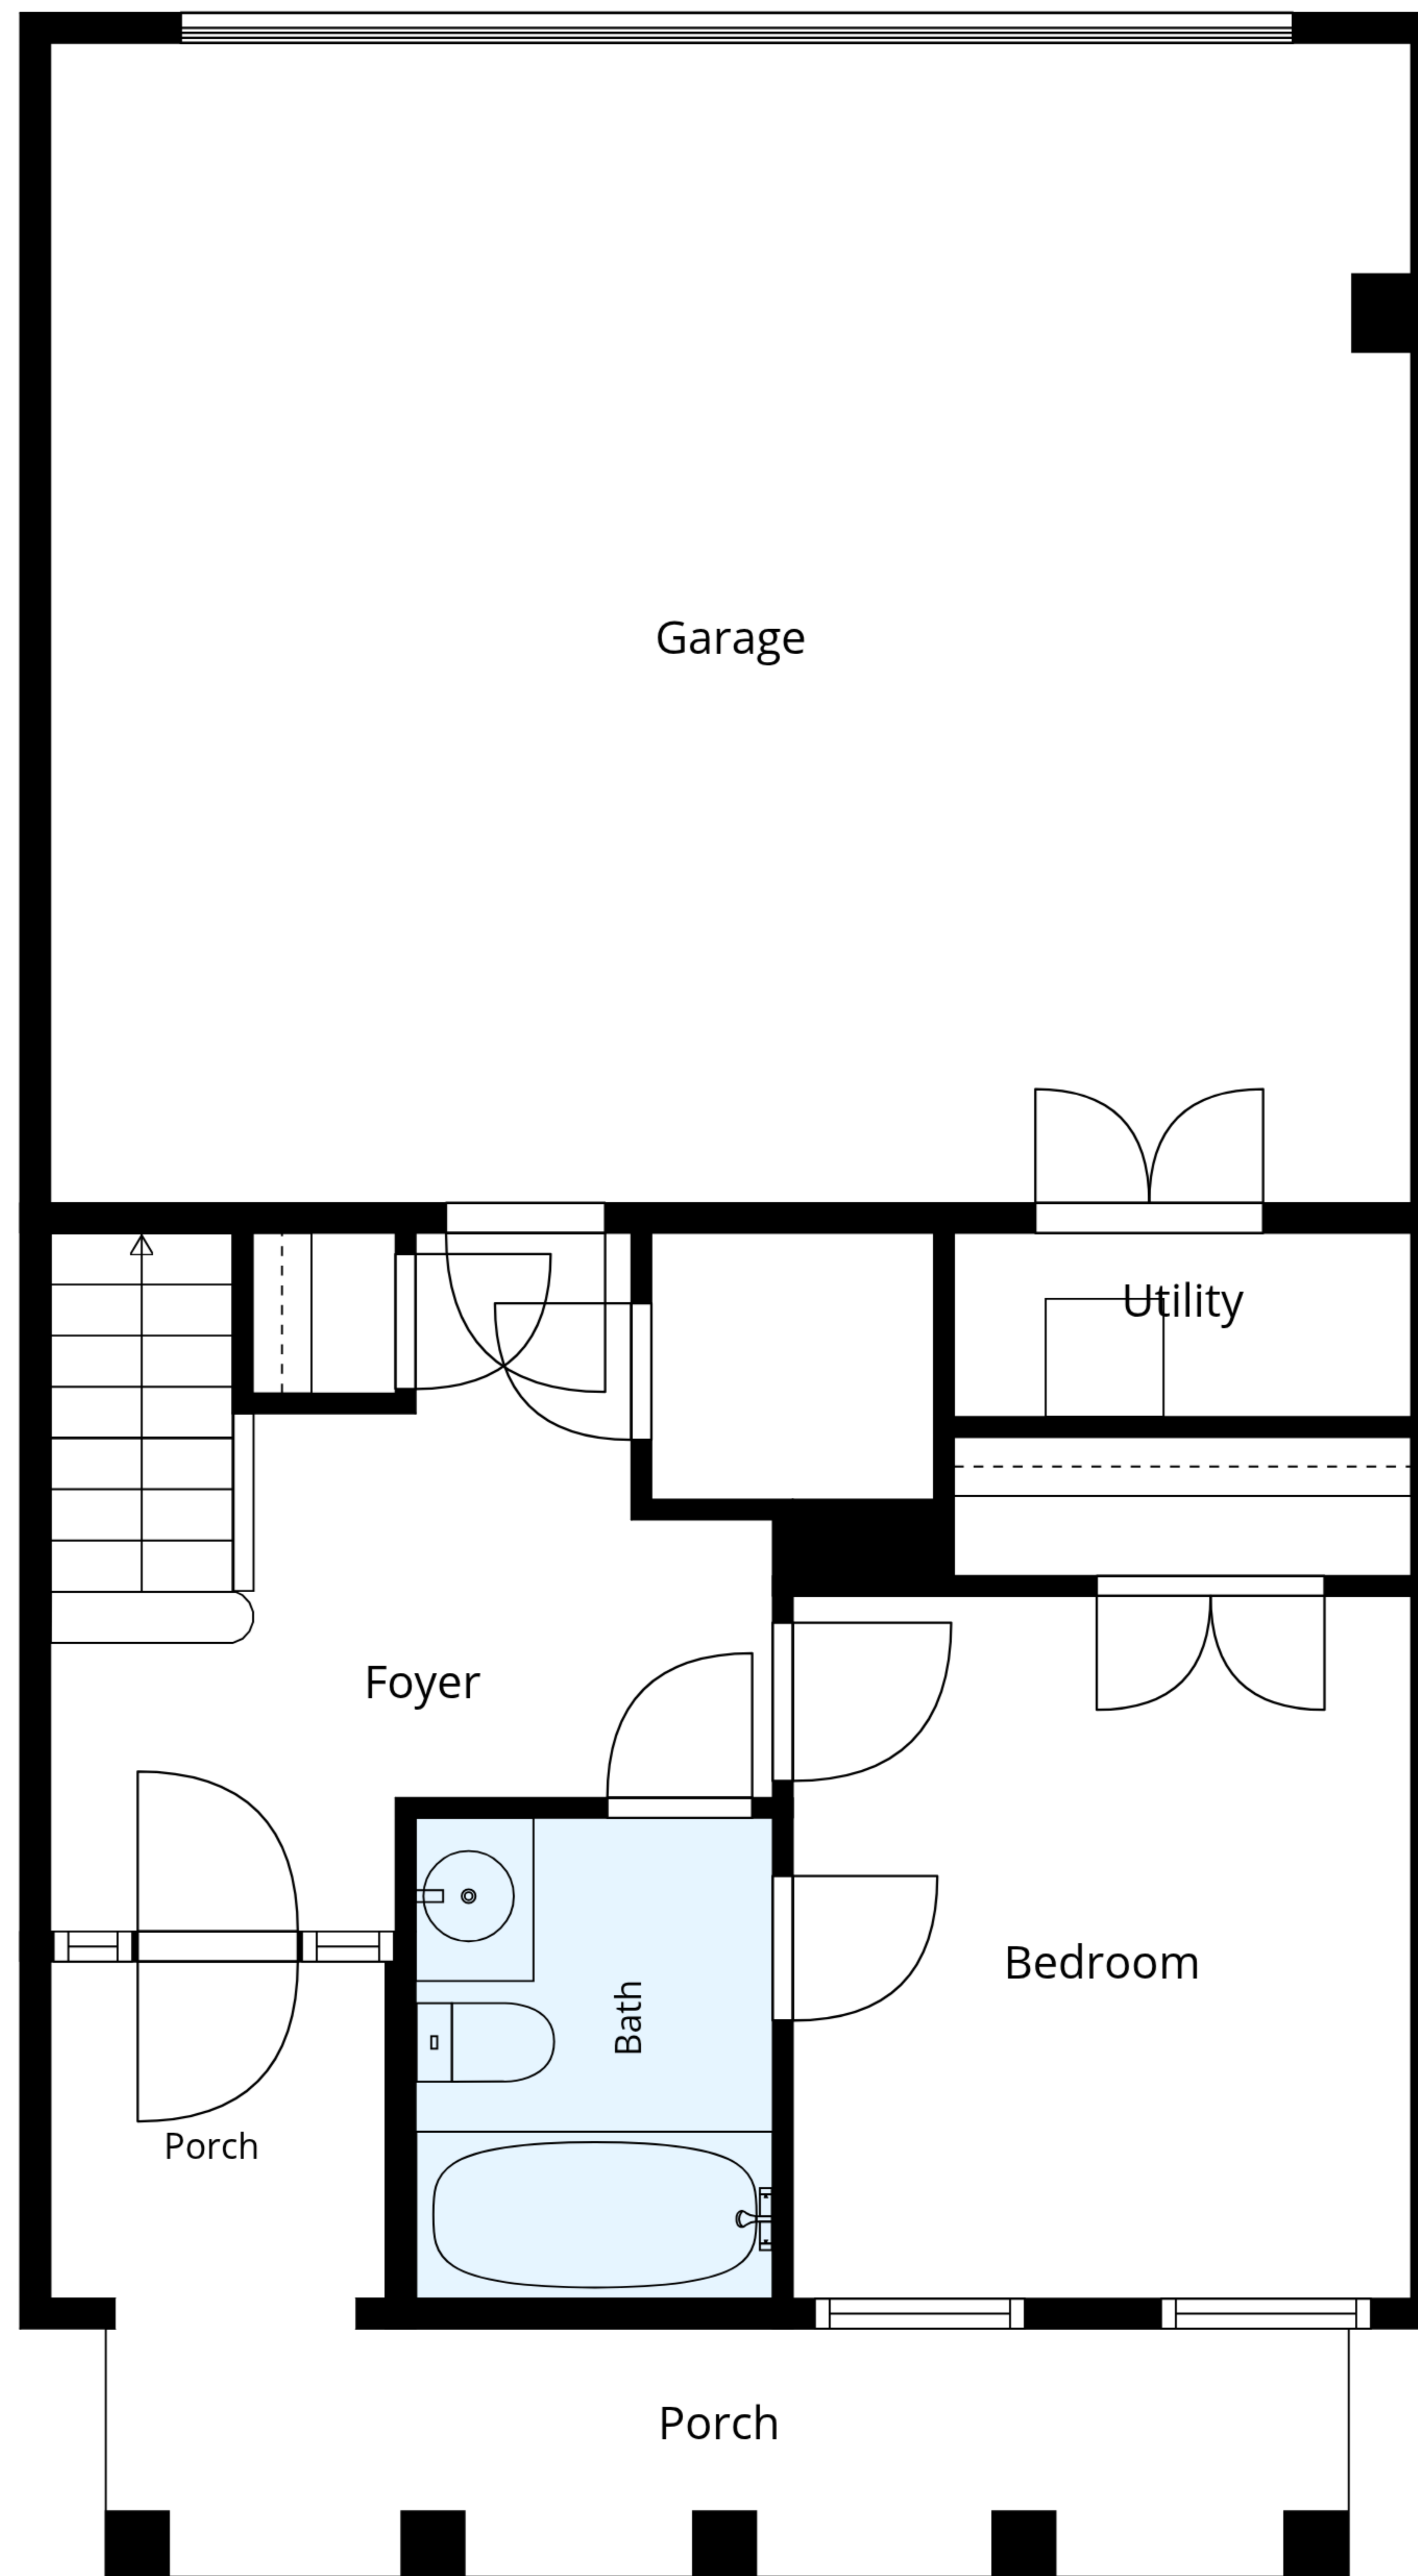 Garage
Utility
Foyer
Bedroom
Bath
Porch
Porch